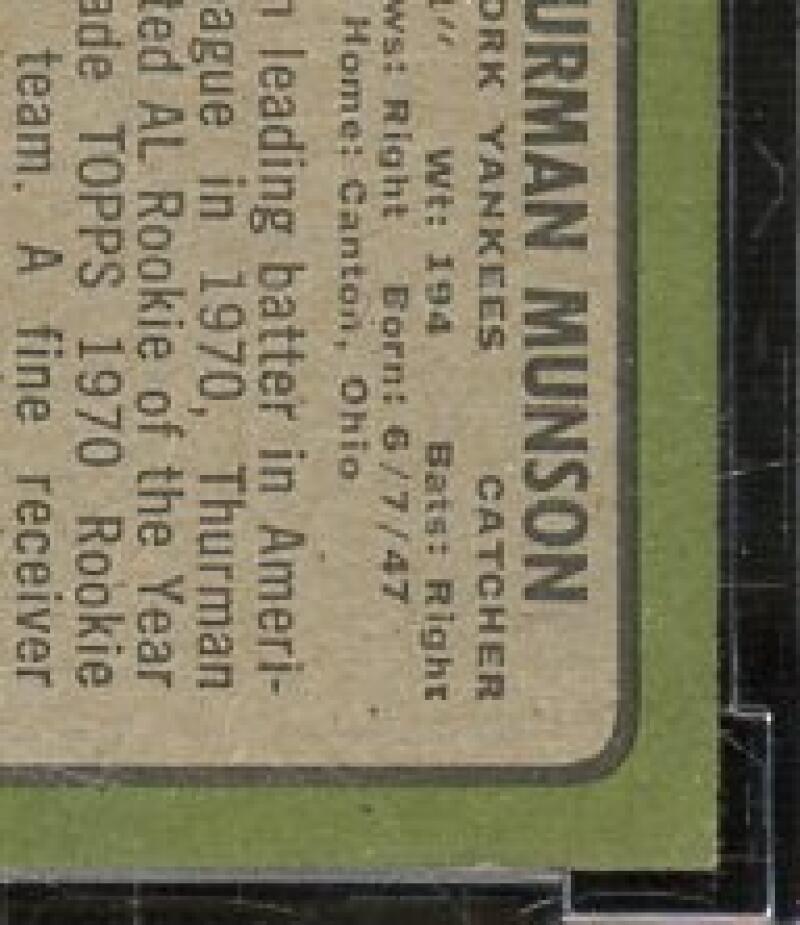 URMAN MUNSON
ORK YANKEES CATCHER
1// Wt: 194 Bats: Right
ws: Right Born: 6/7/47
Home: Canton, Ohio
n leading batter in Ameri-
ague in 1970, Thurman
ted AL Rookie of the Year
ade TOPPS 1970 Rookie
team. A fine receiver